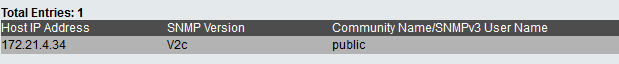 Total Entries: 1
Host IP Address SNMP Version Community Name/SNMPv3 User Name
172.21.4.34 V2c public